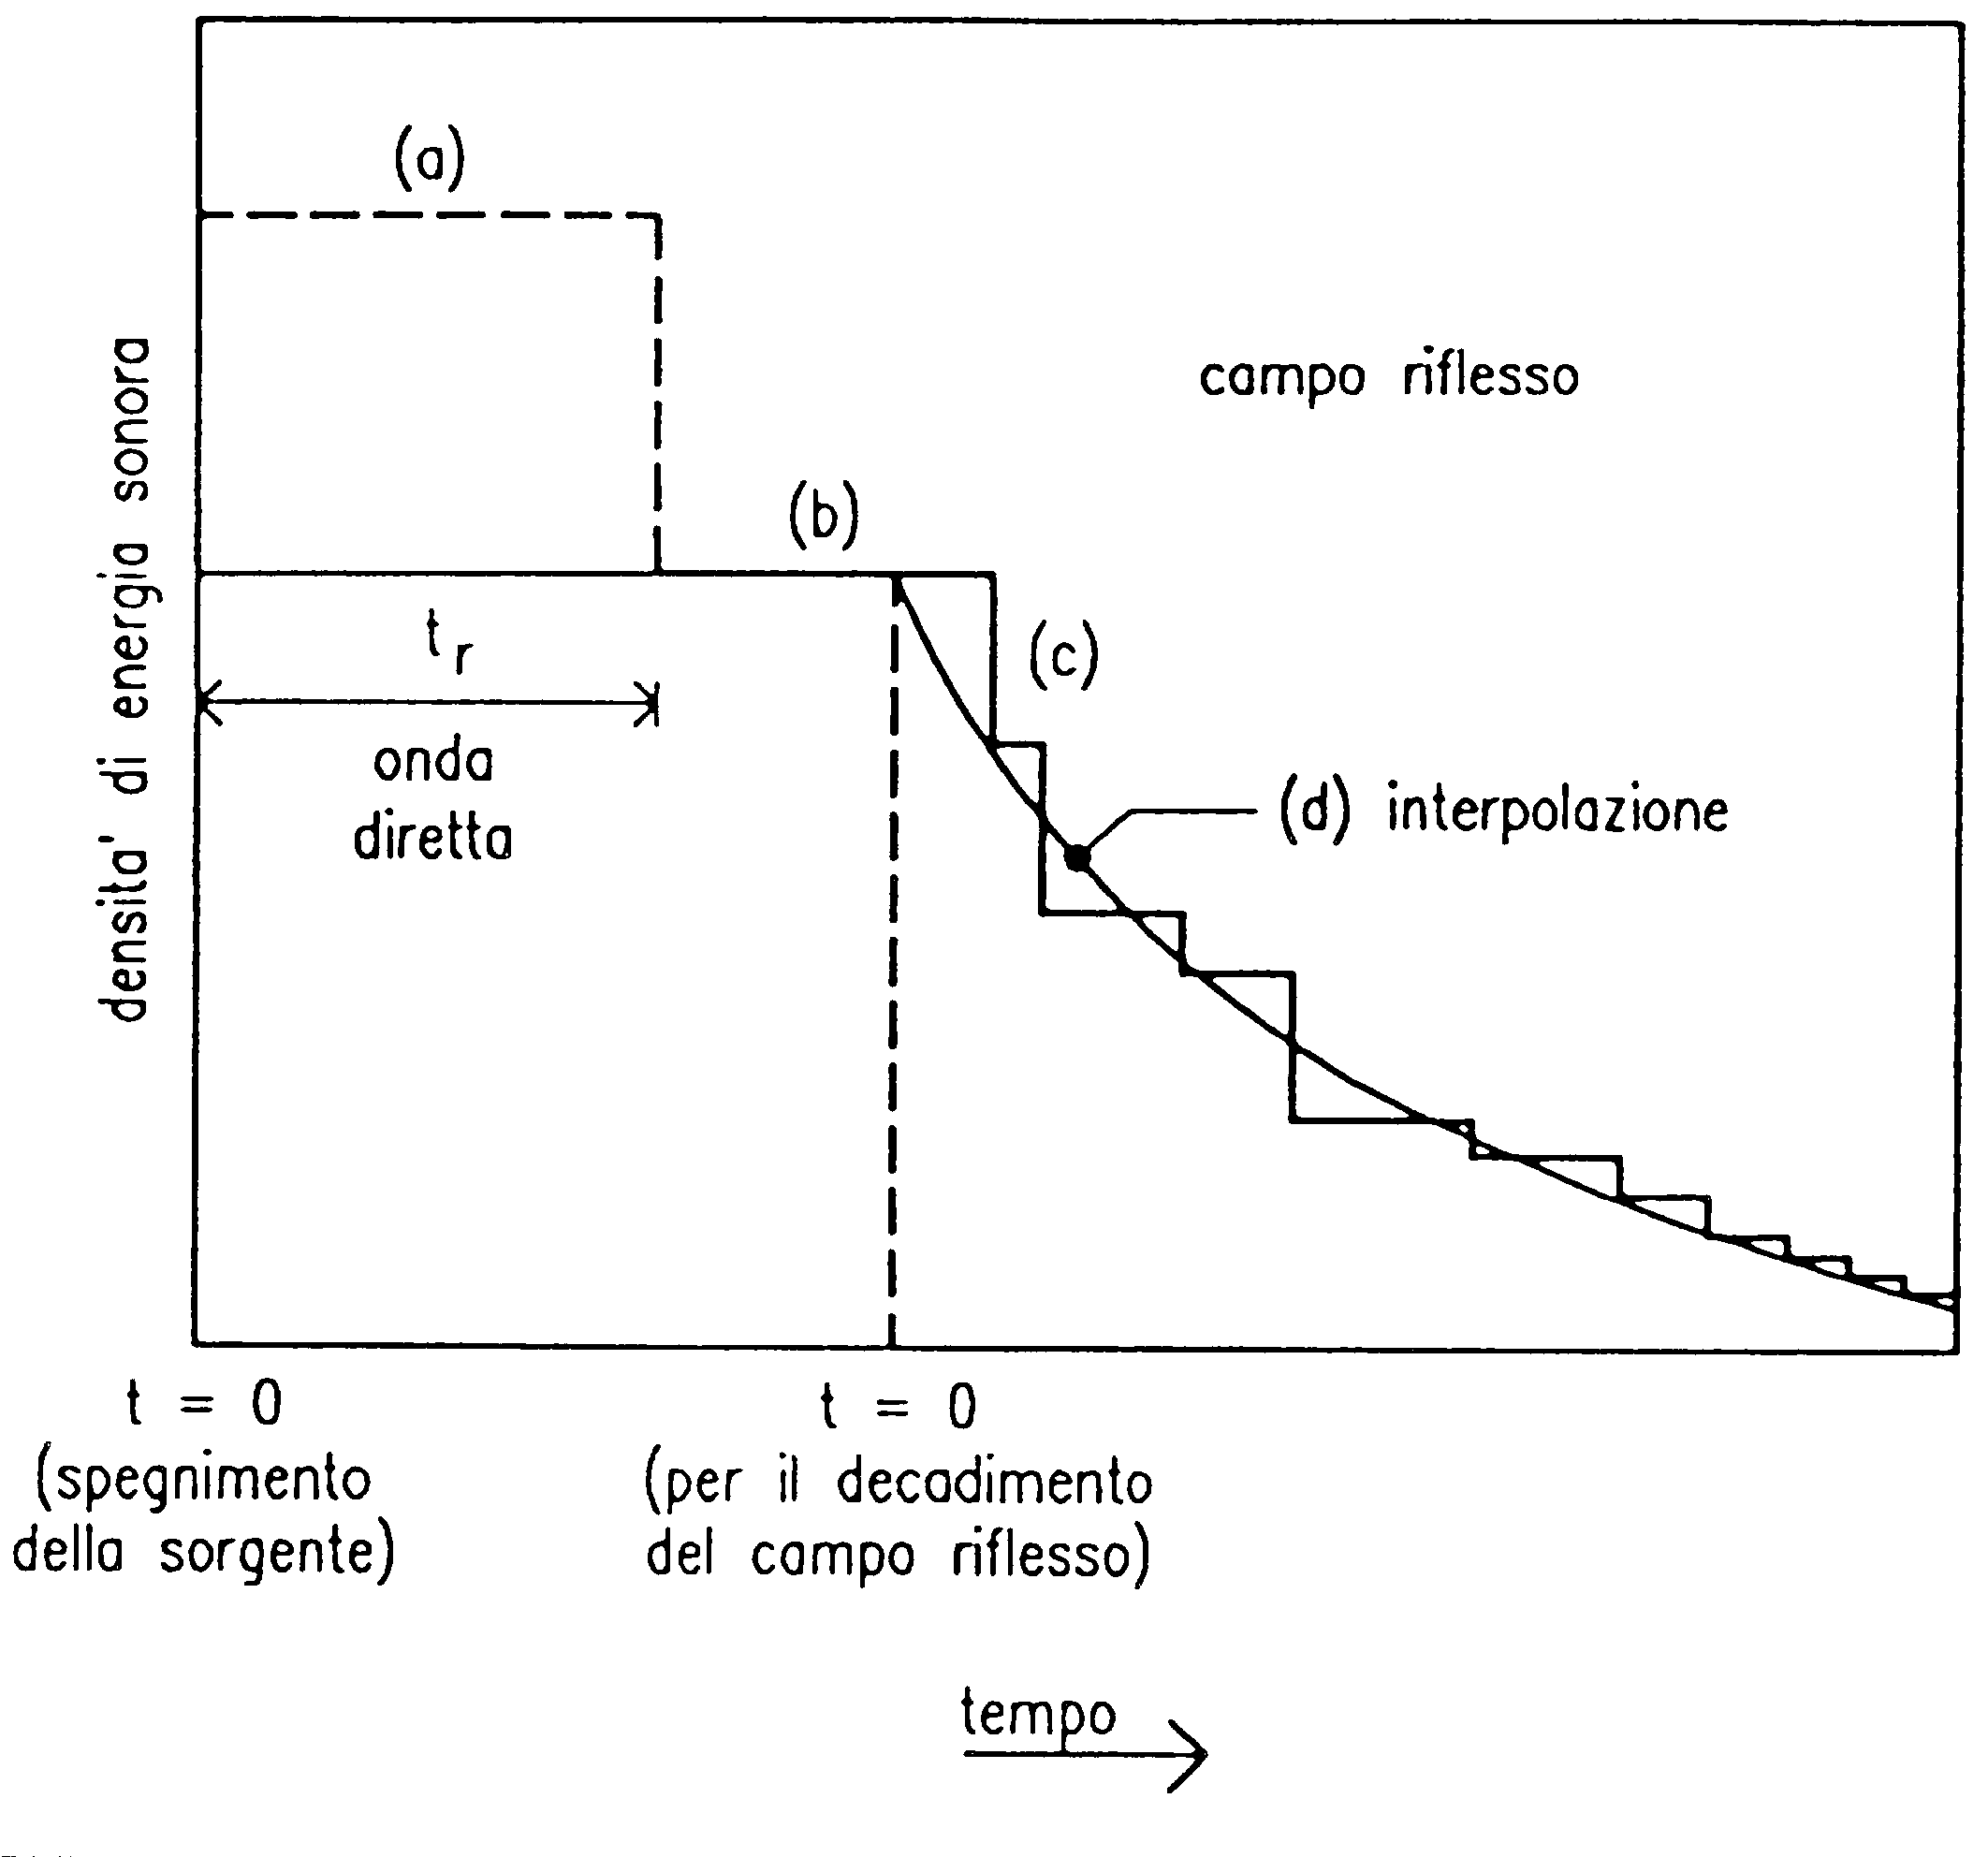 (a)
campo riflesso
densita' di energia sonora
(b)
t r
(c)
onda
diretta
(d) interpolazione
t = 0
(spegnimento
della sorgente)
t = 0
(per il decadimento
del campo riflesso)
tempo